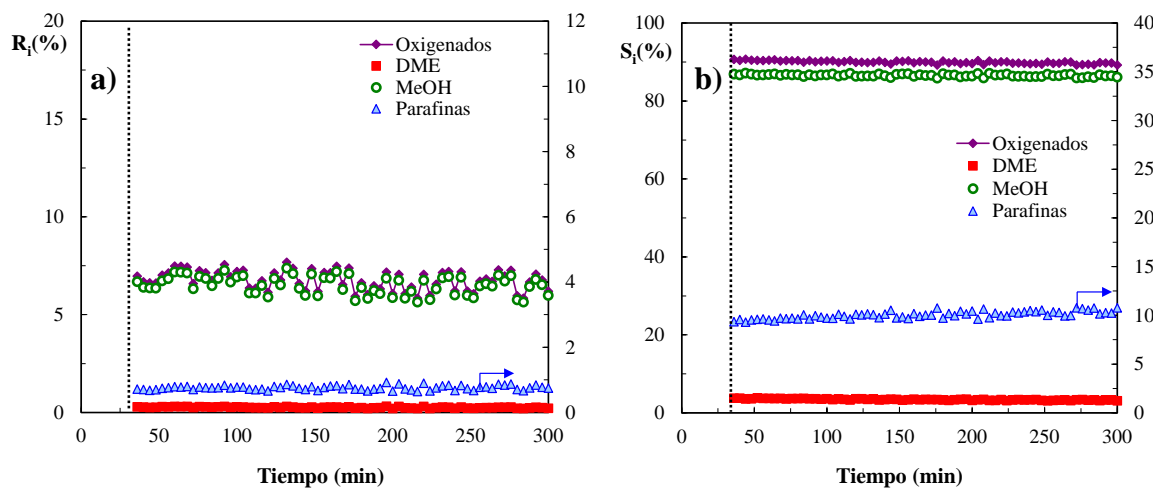 20
15
10
5
0
R_i(%)
a)
Oxigenados
DME
MeOH
Parafinas
12
10
8
6
4
2
0
0 50 100 150 200 250 300
Tiempo (min)
100
80
60
40
20
0
S_i(%)
b)
Oxigenados
DME
MeOH
Parafinas
40
35
30
25
20
15
10
5
0
0 50 100 150 200 250 300
Tiempo (min)